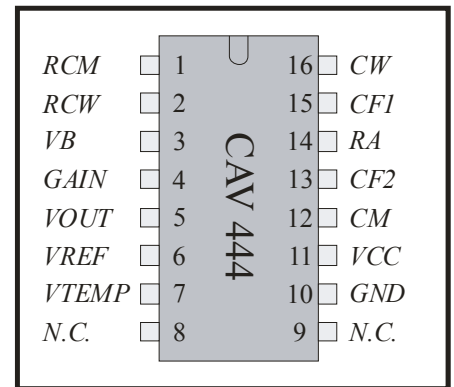 RCM 1 16 CW
RCW 2 15 CF1
VB 3 14 RA
GAIN 4 13 CF2
VOUT 5 12 CM
VREF 6 11 VCC
VTEMP 7 10 GND
N.C. 8 9 N.C.
CAV 444